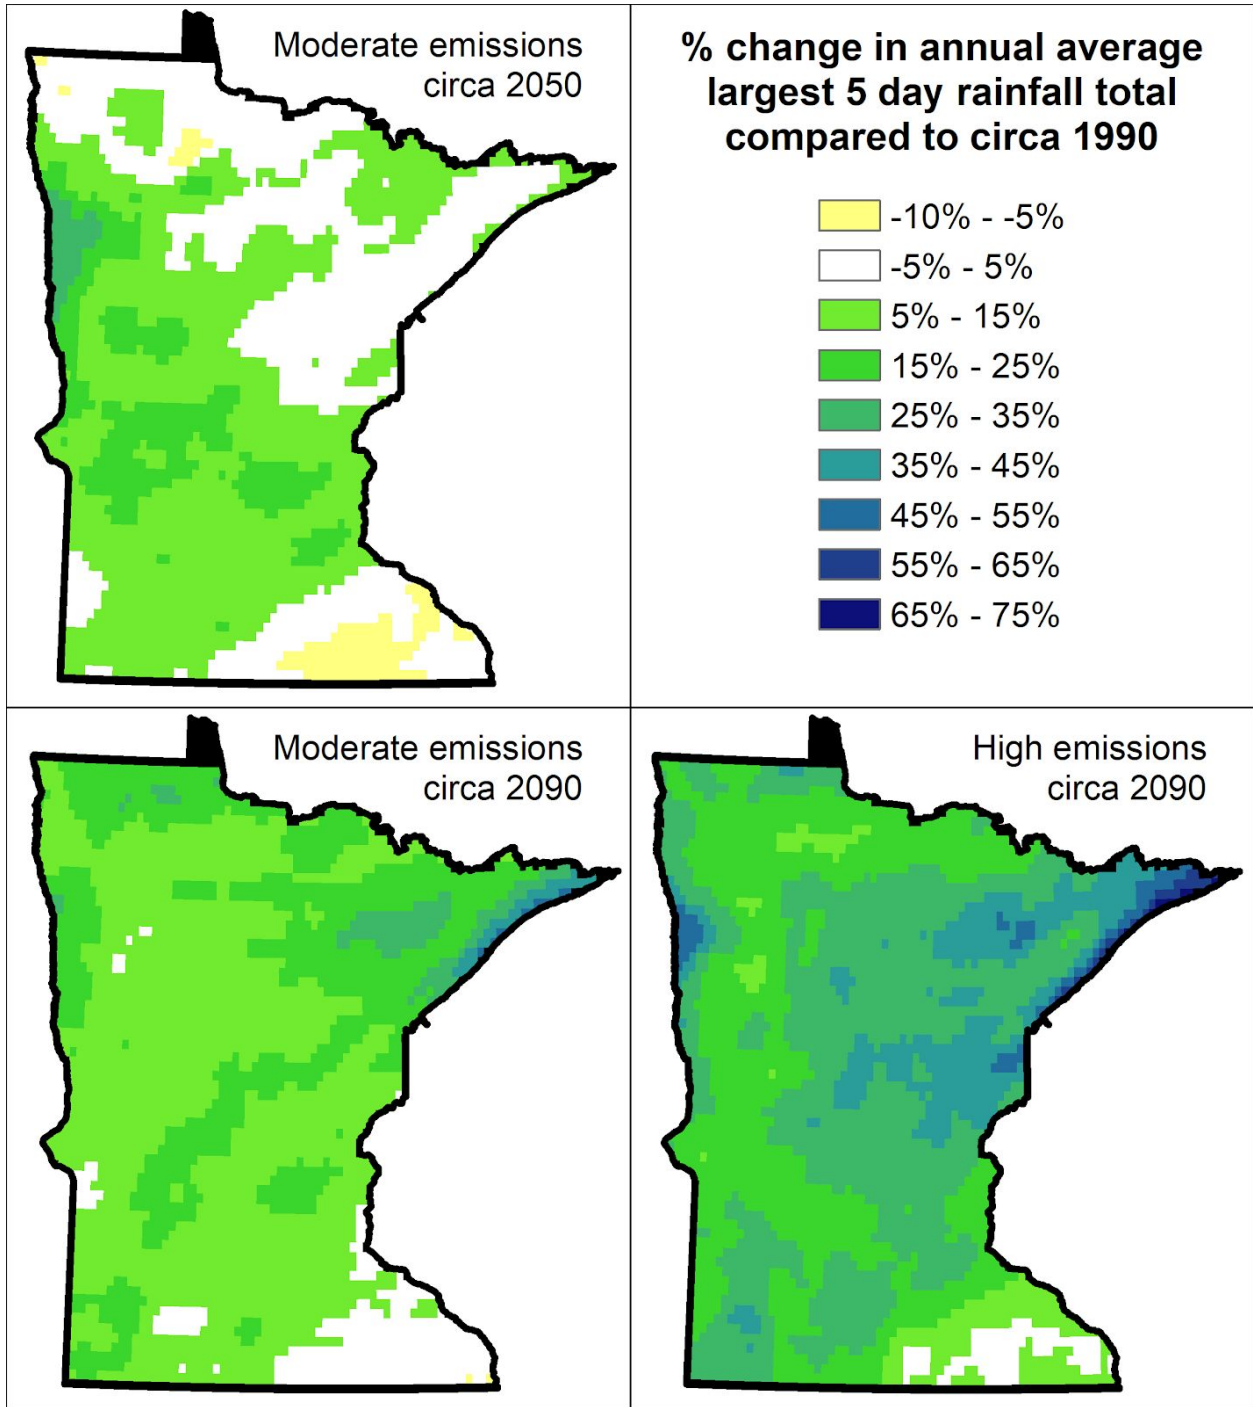 Moderate emissions
circa 2050
% change in annual average
largest 5 day rainfall total
compared to circa 1990
-10% - -5%
-5% - 5%
5% - 15%
15% - 25%
25% - 35%
35% - 45%
45% - 55%
55% - 65%
65% - 75%
Moderate emissions
circa 2090
High emissions
circa 2090